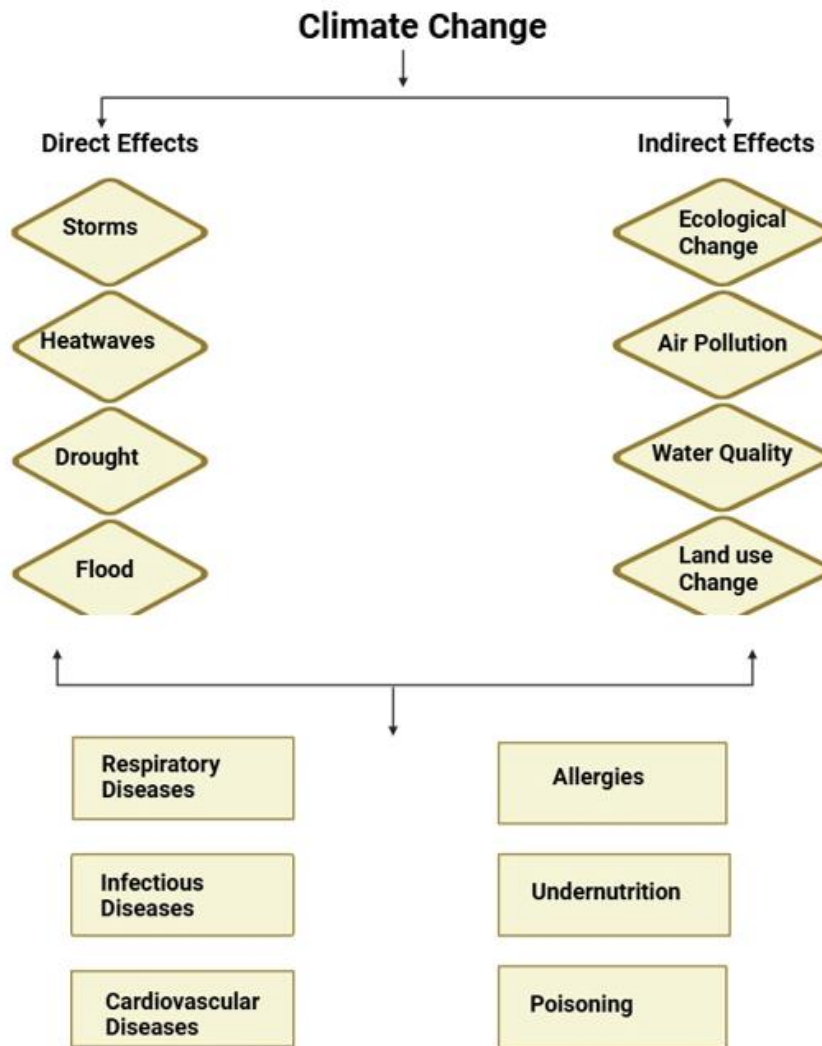 Climate Change
Direct Effects
Storms
Heatwaves
Drought
Flood
Indirect Effects
Ecological
Change
Air Pollution
Water Quality
Land use
Change
Respiratory
Diseases
Infectious
Diseases
Cardiovascular
Diseases
Allergies
Undernutrition
Poisoning